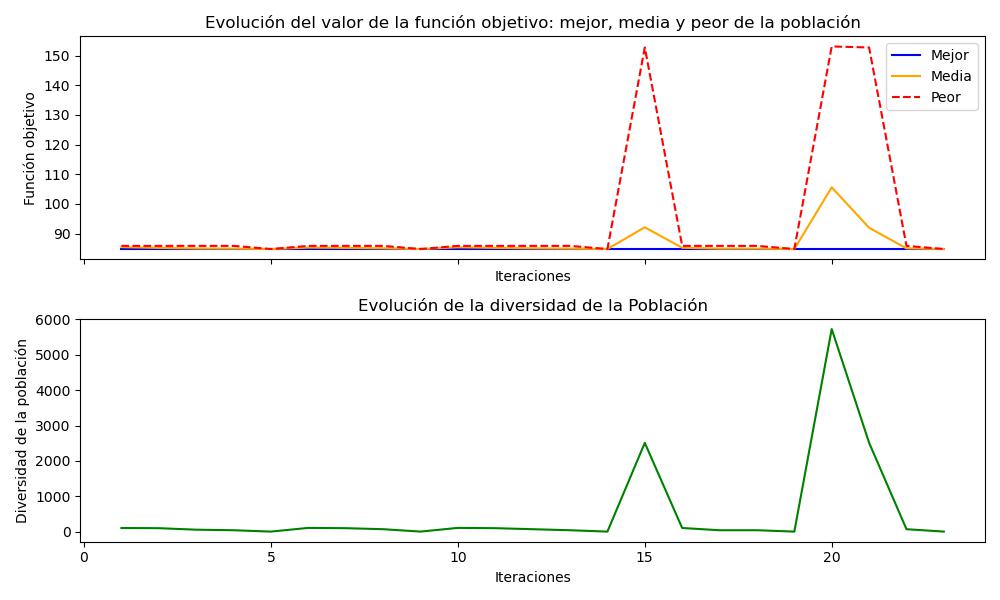 Evolución del valor de la función objetivo: mejor, media y peor de la población
Función objetivo
150
140
130
120
110
100
90
Mejor
Media
Peor
Iteraciones
Evolución de la diversidad de la Población
Diversidad de la población
6000
5000
4000
3000
2000
1000
0
0 5 10 15 20
Iteraciones